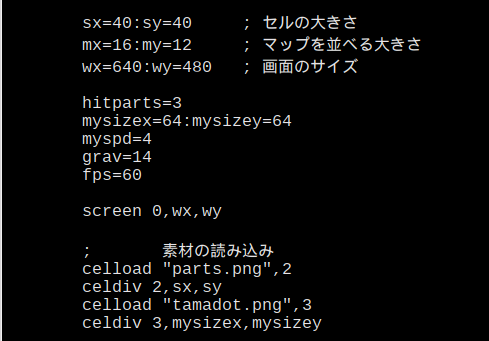 sx=40:sy=40 ; セルの大きさ
mx=16:my=12 ; マップを並べる大きさ
wx=640:wy=480 ; 画面のサイズ
hitparts=3
mysizex=64:mysizey=64
myspd=4
grav=14
fps=60
screen 0,wx,wy
; 素材の読み込み
celload "parts.png",2
celdiv 2,sx,sy
celload "tamadot.png",3
celdiv 3,mysizex,mysizey